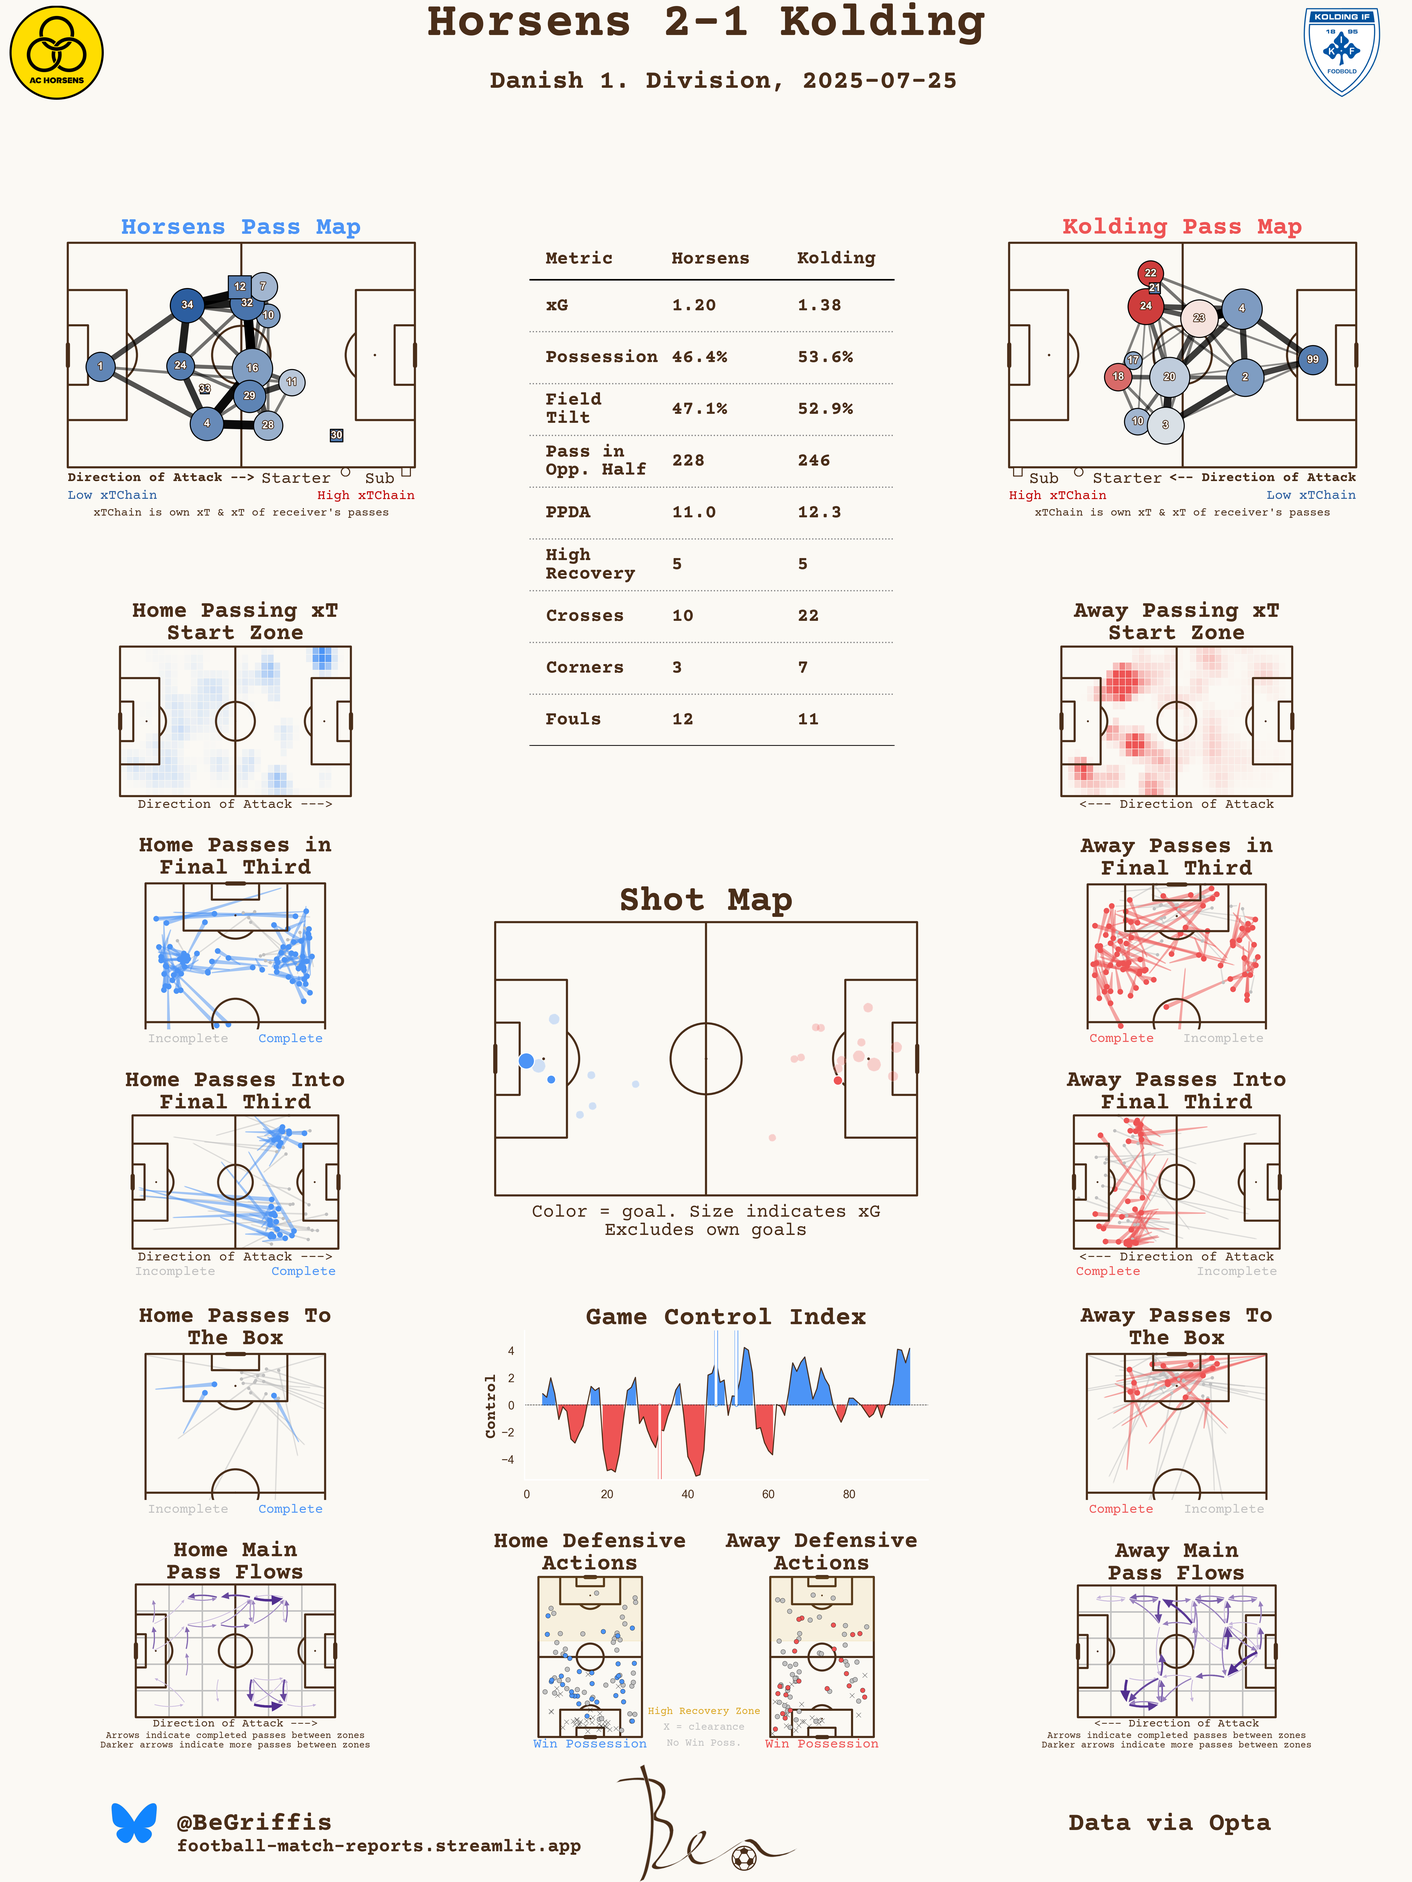 Horsens 2-1 Kolding
Danish 1. Division, 2025-07-25
AC HORSENS
KOLDING IF
18 95
K I F
FODBOLD
Horsens Pass Map
1
34
24
4
33
12
32
7
10
16
29
11
28
30
Direction of Attack --> Starter Sub
Low xTChain High xTChain
xTChain is own xT & xT of receiver's passes
Metric Horsens Kolding
xG 1.20 1.38
Possession 46.4% 53.6%
Field Tilt 47.1% 52.9%
Pass in Opp. Half 228 246
PPDA 11.0 12.3
High Recovery 5 5
Crosses 10 22
Corners 3 7
Fouls 12 11
Kolding Pass Map
22
21
24
23
4
17
18
20
2
99
10
3
Sub Starter <-- Direction of Attack
High xTChain Low xTChain
xTChain is own xT & xT of receiver's passes
Home Passing xT
Start Zone
Direction of Attack --->
Away Passing xT
Start Zone
<--- Direction of Attack
Home Passes in
Final Third
Incomplete Complete
Away Passes in
Final Third
Complete Incomplete
Shot Map
Color = goal. Size indicates xG
Excludes own goals
Home Passes Into
Final Third
Direction of Attack --->
Incomplete Complete
Away Passes Into
Final Third
<--- Direction of Attack
Complete Incomplete
Home Passes To
The Box
Incomplete Complete
Game Control Index
Control
4
2
0
−2
−4
0 20 40 60 80
Away Passes To
The Box
Complete Incomplete
Home Main
Pass Flows
Direction of Attack --->
Arrows indicate completed passes between zones
Darker arrows indicate more passes between zones
Home Defensive
Actions
Win Possession
Away Defensive
Actions
Win Possession
High Recovery Zone
X = clearance
No Win Poss.
Away Main
Pass Flows
<--- Direction of Attack
Arrows indicate completed passes between zones
Darker arrows indicate more passes between zones
@BeGriffis
football-match-reports.streamlit.app
Ben
Data via Opta